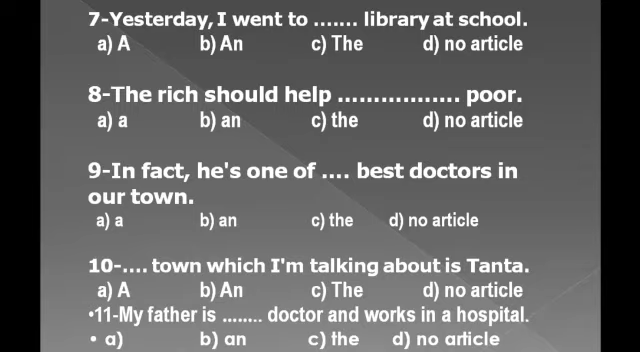 7-Yesterday, I went to ....... library at school.
a) A b) An c) The d) no article
8-The rich should help ................. poor.
a) a b) an c) the d) no article
9-In fact, he's one of .... best doctors in
our town.
a) a b) an c) the d) no article
10-.... town which I'm talking about is Tanta.
a) A b) An c) The d) no article
•11-My father is ........ doctor and works in a hospital.
• a) b) an c) the d) no article